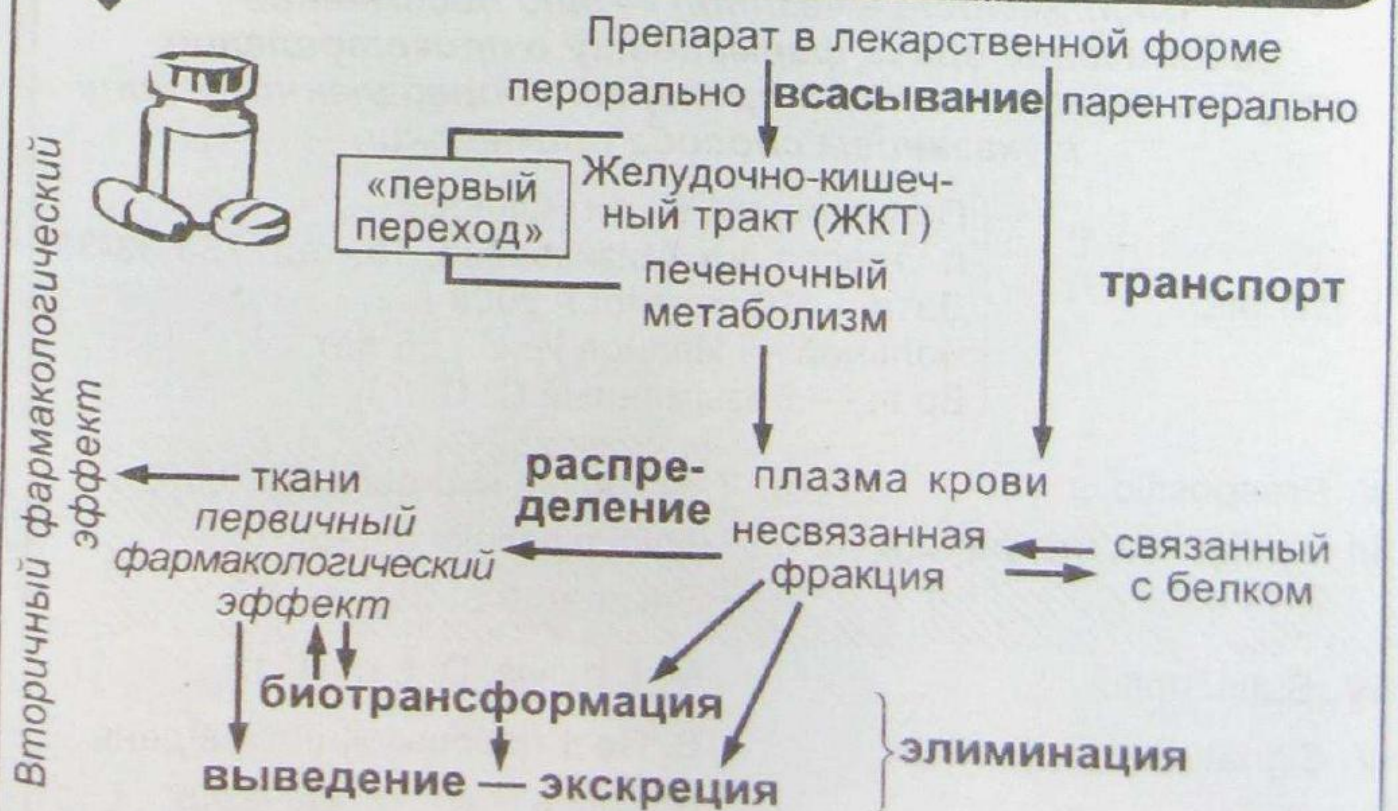 Препарат в лекарственной форме
перорально всасывание парентерально
«первый
переход»
Желудочно-кишеч-
ный тракт (ЖКТ)
печеночный
метаболизм
транспорт
Вторичный фармакологический
эффект
ткани
первичный
фармакологический
эффект
распре-
деление
плазма крови
несвязанная
фракция
связанный
с белком
биотрансформация
выведение — экскреция
элиминация